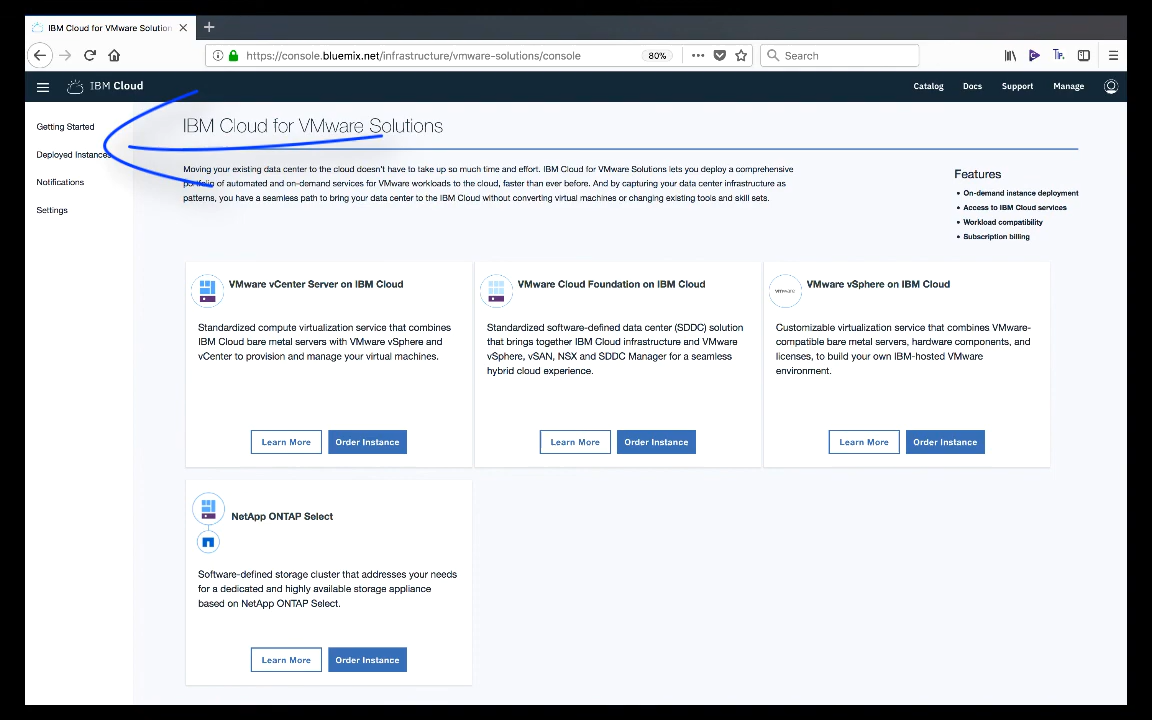 IBM Cloud for VMware Solution
https://console.bluemix.net/infrastructure/vmware-solutions/console
80%
Search
IBM Cloud
Catalog
Docs
Support
Manage
Getting Started
Deployed Instances
Notifications
Settings
IBM Cloud for VMware Solutions
Moving your existing data center to the cloud doesn't have to take up so much time and effort. IBM Cloud for VMware Solutions lets you deploy a comprehensive
portfolio of automated and on-demand services for VMware workloads to the cloud, faster than ever before. And by capturing your data center infrastructure as
patterns, you have a seamless path to bring your data center to the IBM Cloud without converting virtual machines or changing existing tools and skill sets.
Features
• On-demand instance deployment
• Access to IBM Cloud services
• Workload compatibility
• Subscription billing
VMware vCenter Server on IBM Cloud
Standardized compute virtualization service that combines
IBM Cloud bare metal servers with VMware vSphere and
vCenter to provision and manage your virtual machines.
Learn More
Order Instance
VMware Cloud Foundation on IBM Cloud
Standardized software-defined data center (SDDC) solution
that brings together IBM Cloud infrastructure and VMware
vSphere, vSAN, NSX and SDDC Manager for a seamless
hybrid cloud experience.
Learn More
Order Instance
vmware
VMware vSphere on IBM Cloud
Customizable virtualization service that combines VMware-
compatible bare metal servers, hardware components, and
licenses, to build your own IBM-hosted VMware
environment.
Learn More
Order Instance
NetApp ONTAP Select
Software-defined storage cluster that addresses your needs
for a dedicated and highly available storage appliance
based on NetApp ONTAP Select.
Learn More
Order Instance